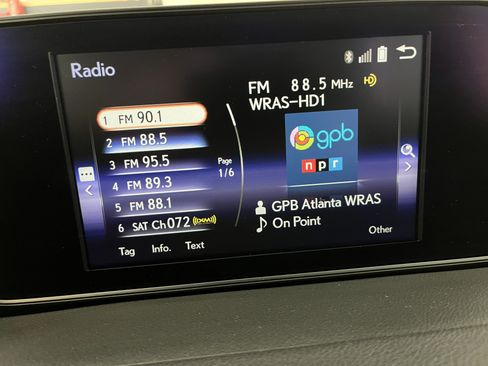 Radio
FM 88.5 MHz HD
WRAS-HD1
1 FM 90.1
2 FM 88.5
3 FM 95.5
4 FM 89.3
5 FM 88.1
6 SAT Ch072 ((XM))
Page
1/6
gpb
npr
GPB Atlanta WRAS
On Point
Tag Info. Text
Other